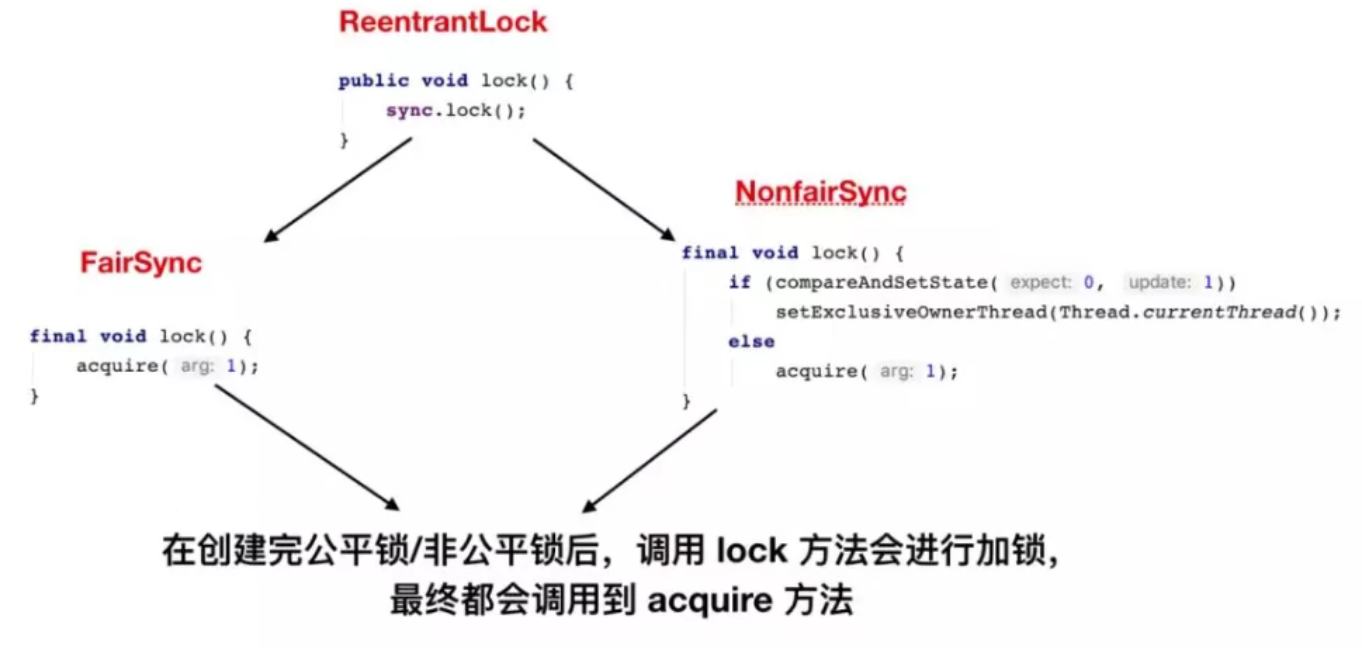 ReentrantLock
public void lock() {
sync.lock();
}
FairSync
final void lock() {
acquire( arg: 1);
}
NonfairSync
final void lock() {
if (compareAndSetState( expect: 0, update: 1))
setExclusiveOwnerThread(Thread.currentThread());
else
acquire( arg: 1);
}
在创建完公平锁/非公平锁后，调用 lock 方法会进行加锁，
最终都会调用到 acquire 方法